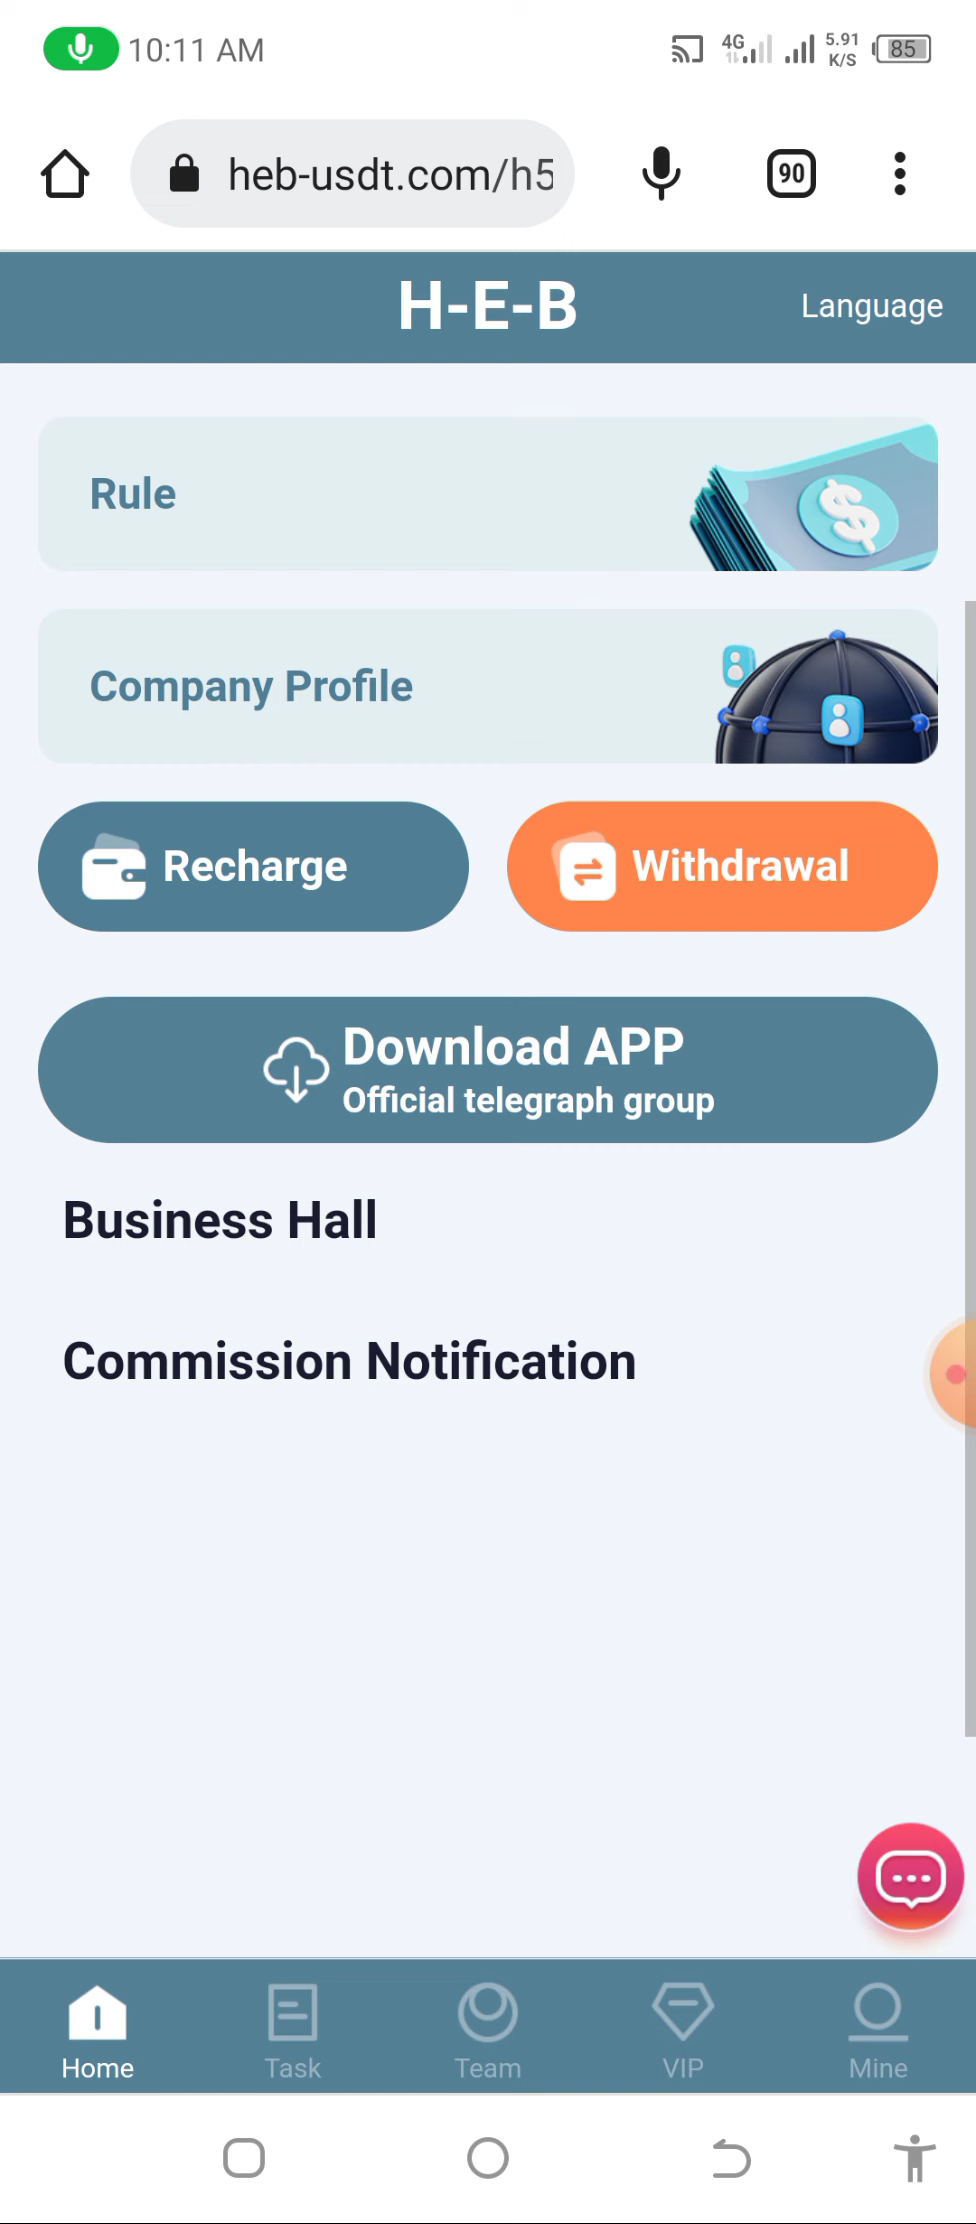 10:11 AM
4G
5.91
K/S
85
heb-usdt.com/h5
90
H-E-B
Language
Rule
Company Profile
Recharge
Withdrawal
Download APP
Official telegraph group
Business Hall
Commission Notification
Home
Task
Team
VIP
Mine